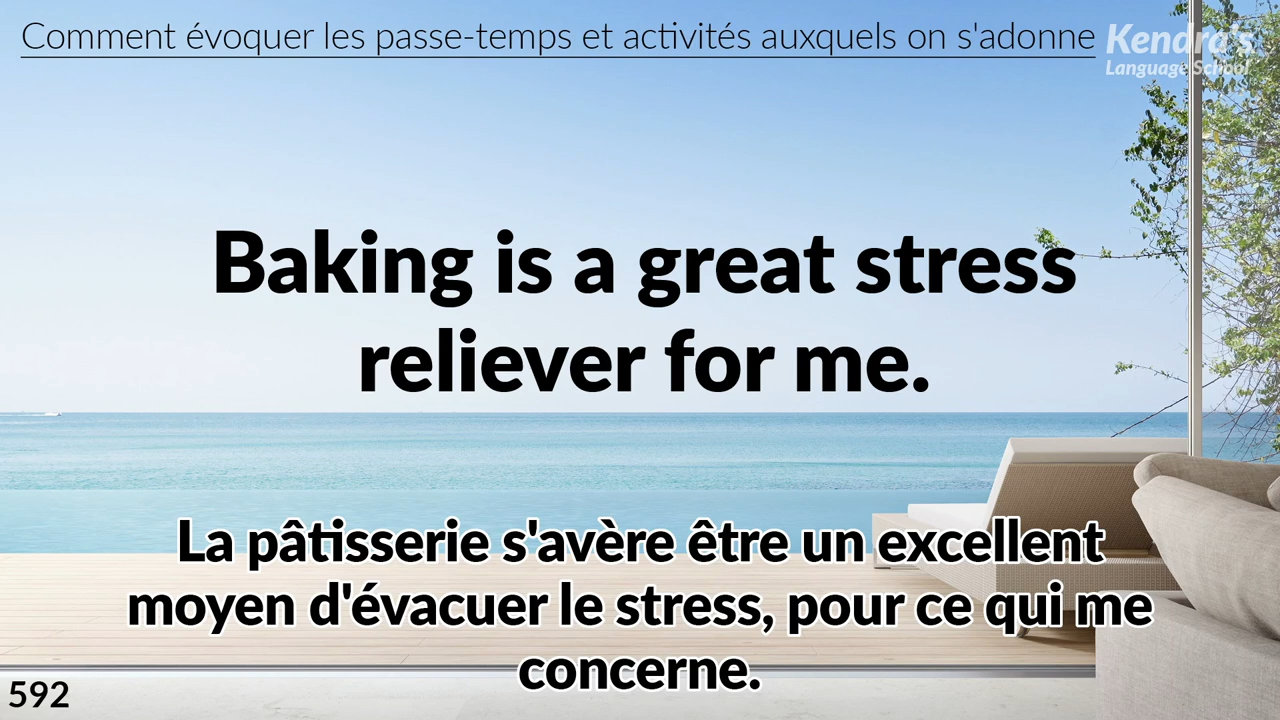 Comment évoquer les passe-temps et activités auxquels on s'adonne
Kendra's
Language School
Baking is a great stress
reliever for me.
La pâtisserie s'avère être un excellent
moyen d'évacuer le stress, pour ce qui me
concerne.
592